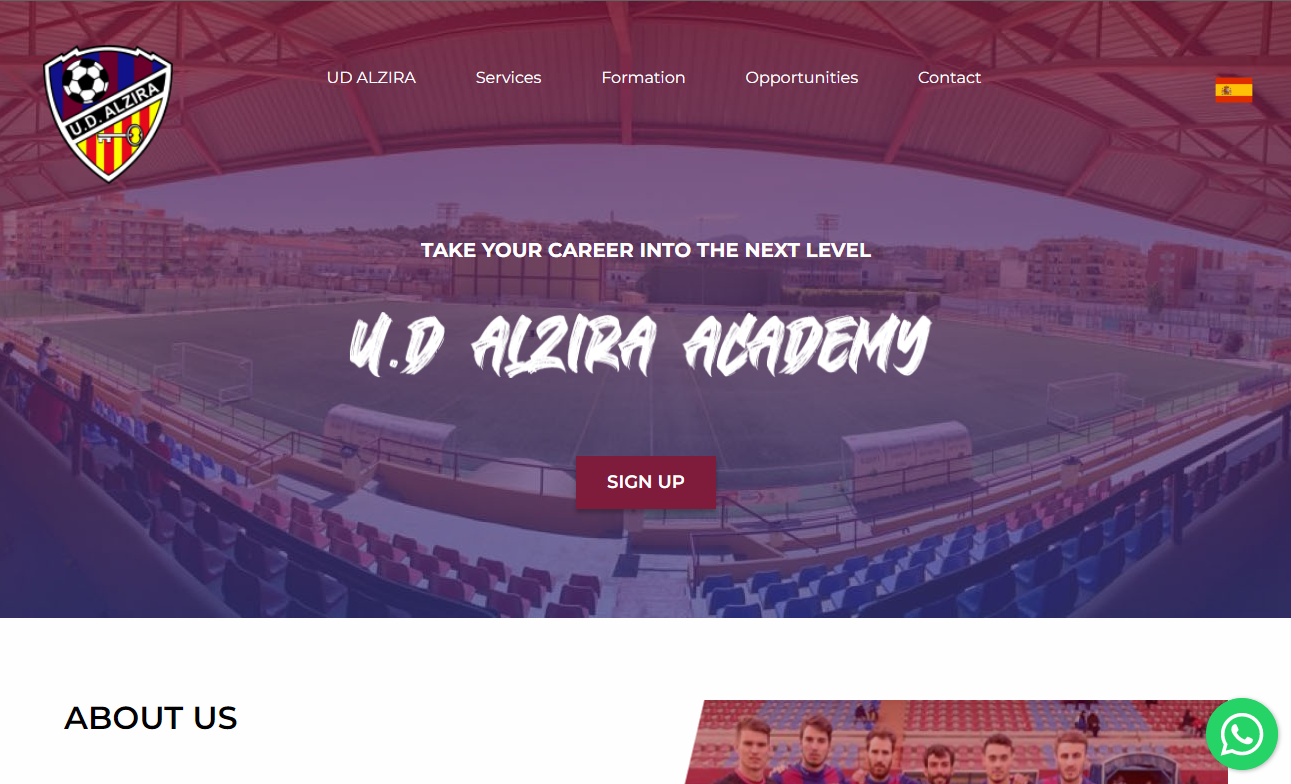 U.D. ALZIRA
UD ALZIRA Services Formation Opportunities Contact
TAKE YOUR CAREER INTO THE NEXT LEVEL
U.D ALZIRA ACADEMY
SIGN UP
ABOUT US